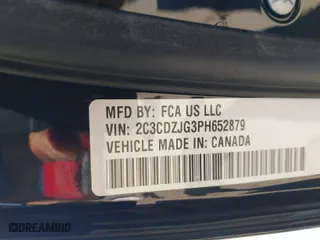 MFD BY: FCA US LLC
VIN: 2C3CDZJG3PH652879
VEHICLE MADE IN: CANADA
DREAMBID